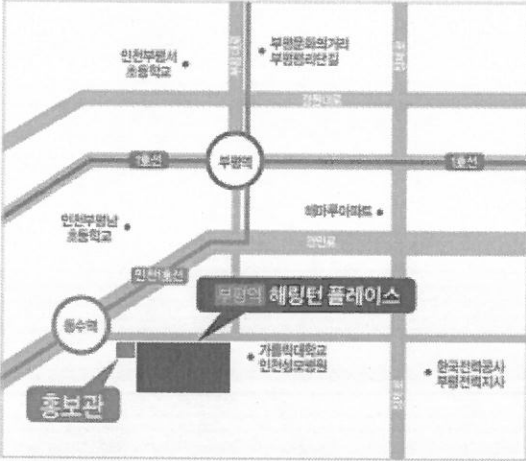 인천부평서
초등학교
부평문화의거리
부평평리단길
경원대로
1호선
부평역
1호선
해마루아파트
인천부평남
초등학교
경인로
인천1호선
부평역 해링턴 플레이스
동수역
가톨릭대학교
인천성모병원
한국전력공사
부평전력지사
홍보관